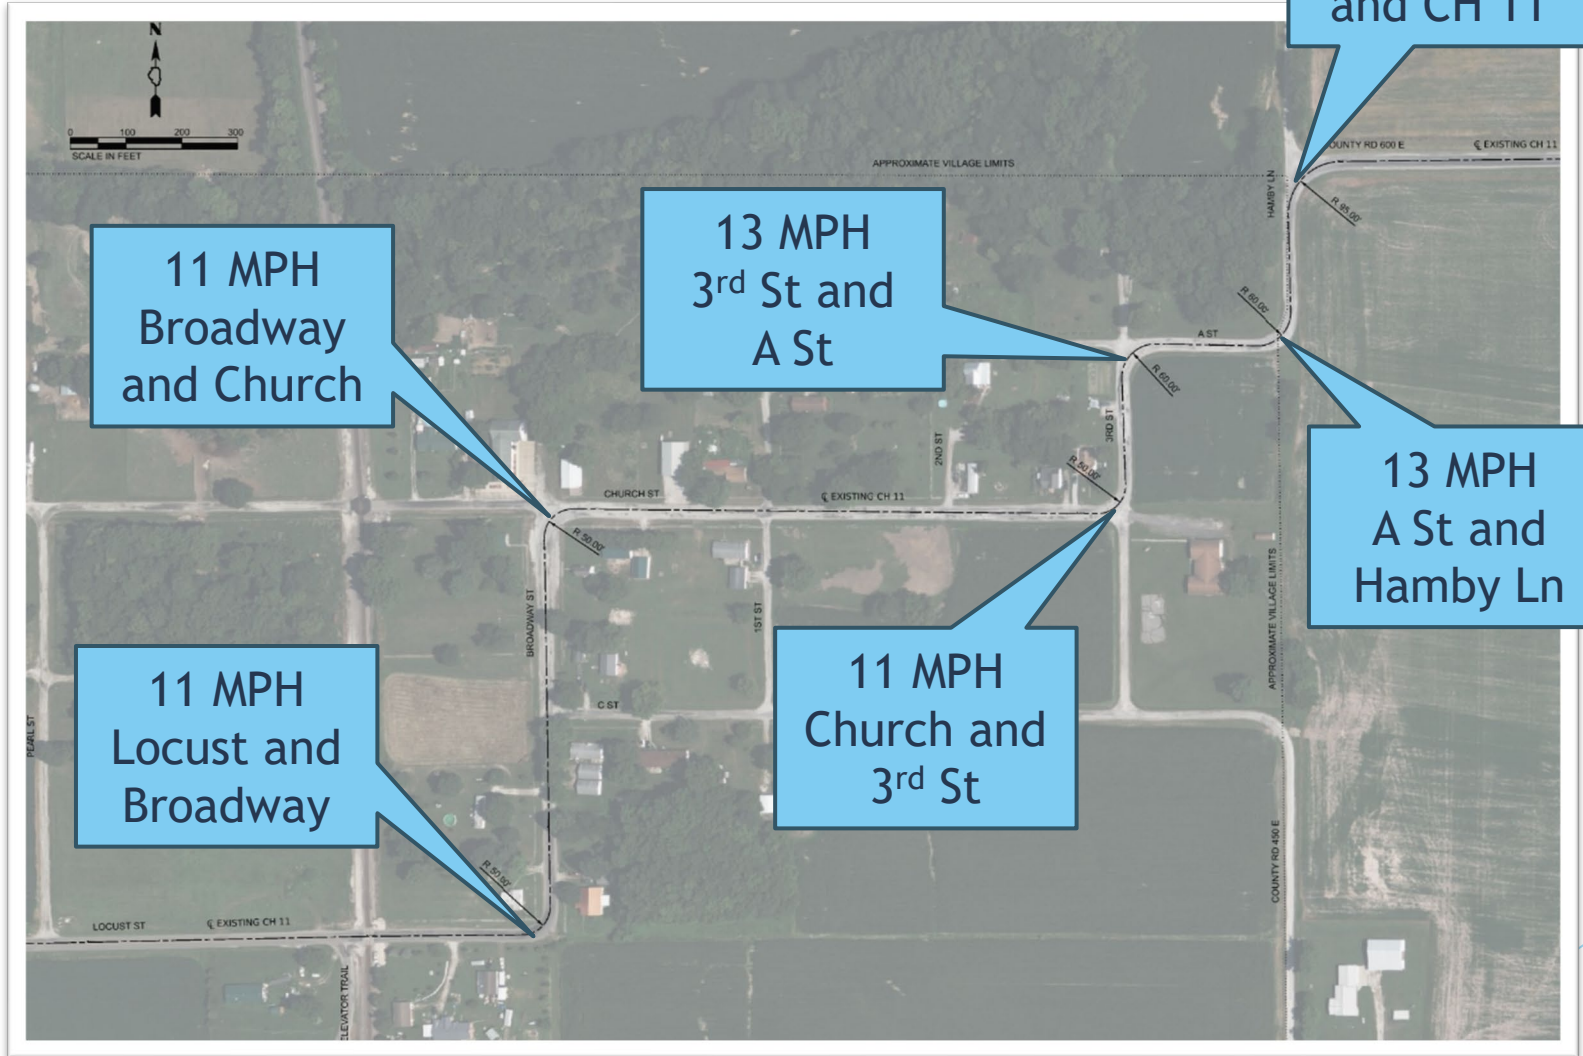 and CH 11
N
0 100 200 300
SCALE IN FEET
APPROXIMATE VILLAGE LIMITS
OUNTY RD 600 E
℄ EXISTING CH 11
HAMBY LN
R 95.00'
11 MPH
Broadway
and Church
13 MPH
3rd St and
A St
R 60.00'
A ST
R 60.00'
3RD ST
2ND ST
13 MPH
A St and
Hamby Ln
CHURCH ST
℄ EXISTING CH 11
R 50.00'
R 50.00'
BROADWAY ST
1ST ST
APPROXIMATE VILLAGE LIMITS
11 MPH
Locust and
Broadway
11 MPH
Church and
3rd St
C ST
PEARL ST
COUNTY RD 450 E
R 50.00'
LOCUST ST
℄ EXISTING CH 11
ELEVATOR TRAIL